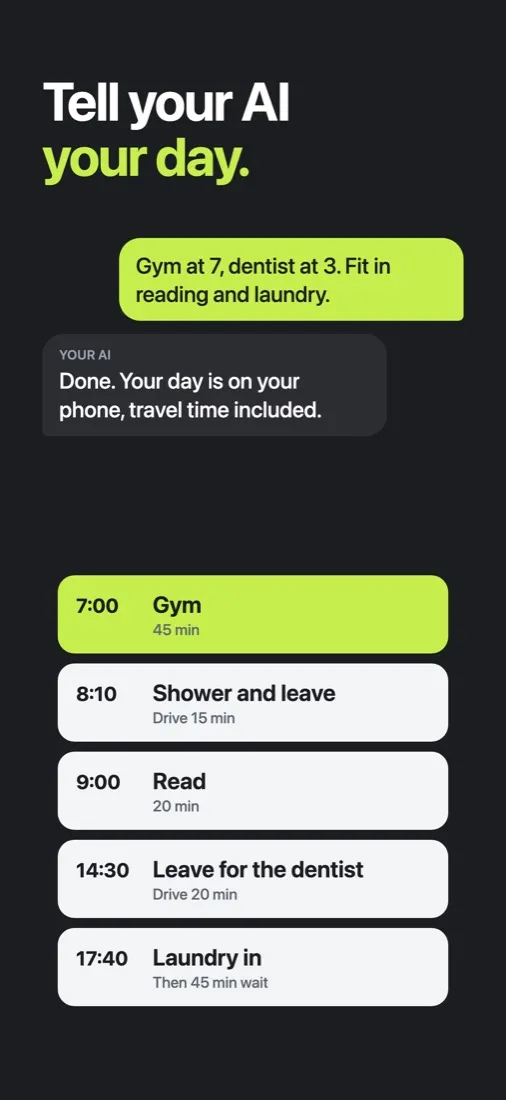 Tell your AI
your day.
Gym at 7, dentist at 3. Fit in
reading and laundry.
YOUR AI
Done. Your day is on your
phone, travel time included.
7:00 Gym
45 min
8:10 Shower and leave
Drive 15 min
9:00 Read
20 min
14:30 Leave for the dentist
Drive 20 min
17:40 Laundry in
Then 45 min wait